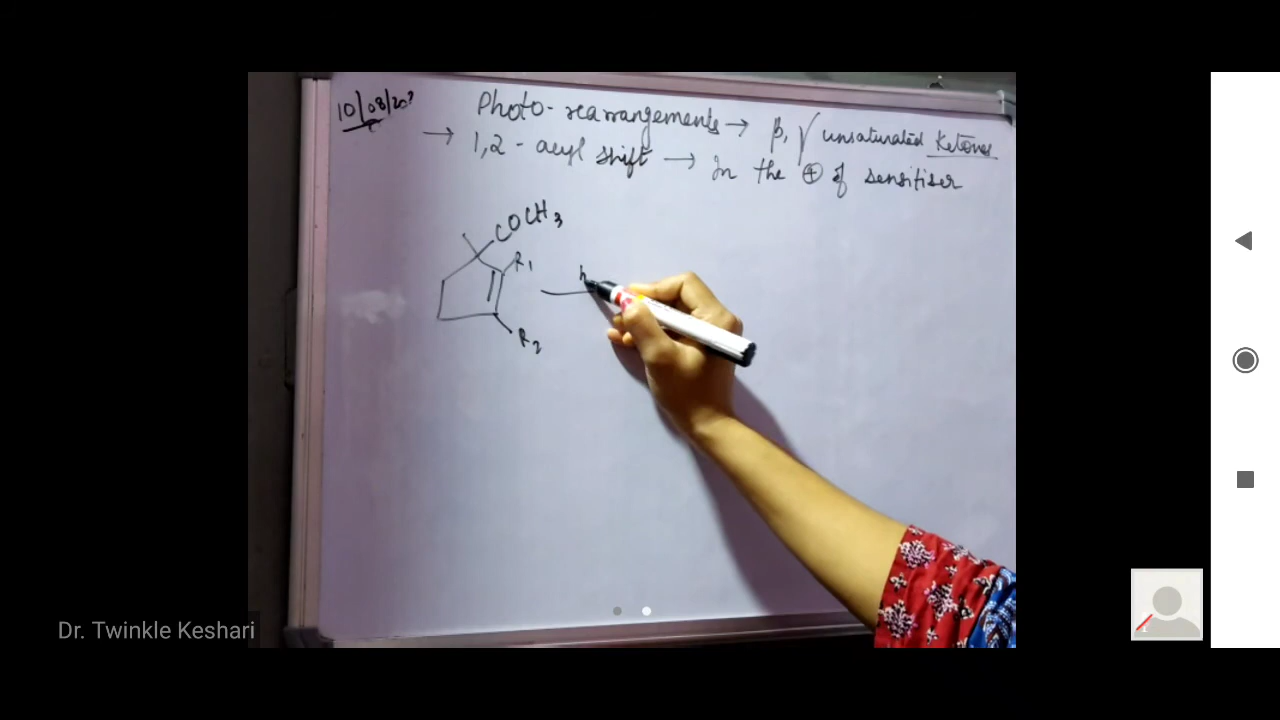 10/08/20
Photo-rearrangements → β, γ unsaturated Ketones
→ 1,2-acyl shift → In the ⊕ of sensitiser
COCH3
R1
h
R2
Dr. Twinkle Keshari